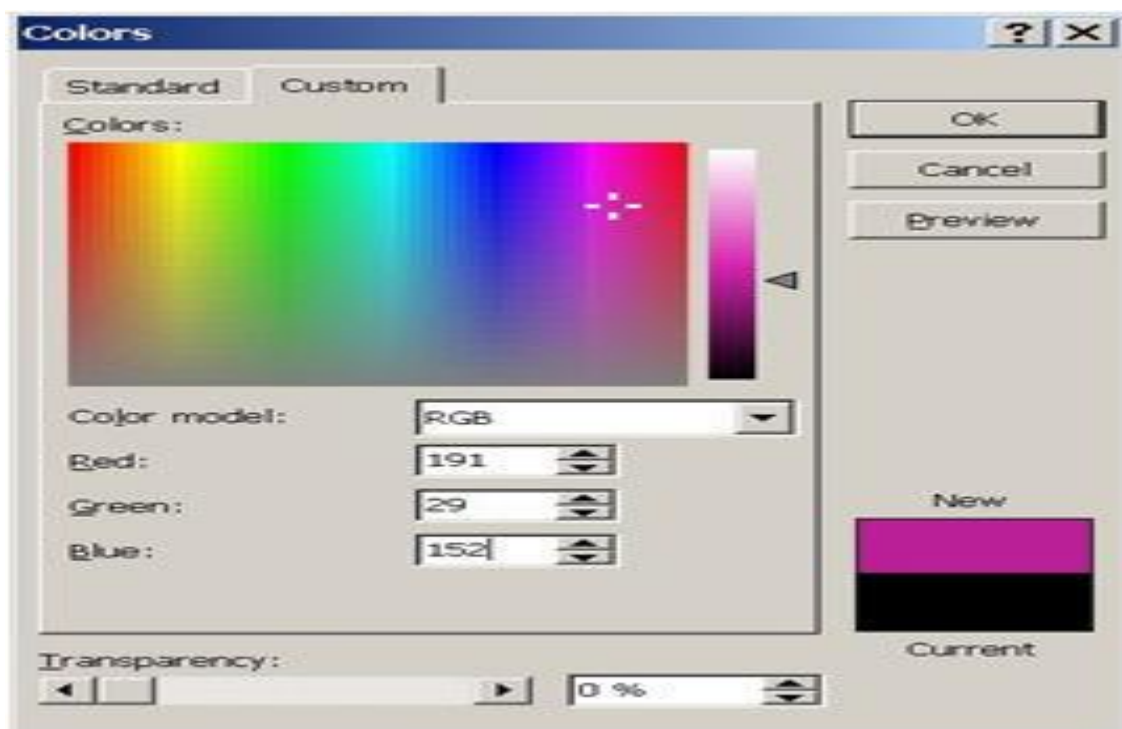 Colors
Standard Custom
Colors:
OK
Cancel
Preview
Color model: RGB
Red: 191
Green: 29
Blue: 152
New
Current
Transparency:
0 %